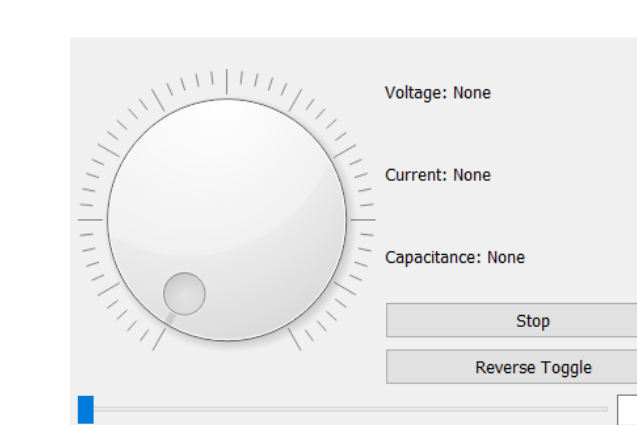 Voltage: None
Current: None
Capacitance: None
Stop
Reverse Toggle